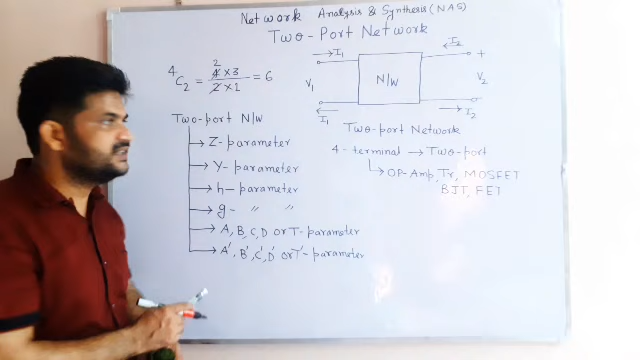 Network Analysis & Synthesis (NAS)
Two-Port Network
⁴C₂ = 4×3 / 2×1 = 6
2
I₁
I₂
+
V₁
N/W
V₂
I₁
I₂
Two-port Network
Two-port N/W
→ Z-parameter
→ Y-parameter
→ h-parameter
→ g- " "
→ A, B, C, D or T-parameter
→ A', B', C', D' or T'-parameter
4-terminal → Two-port
→ OP-Amp, Tr, MOSFET
BJT, FET